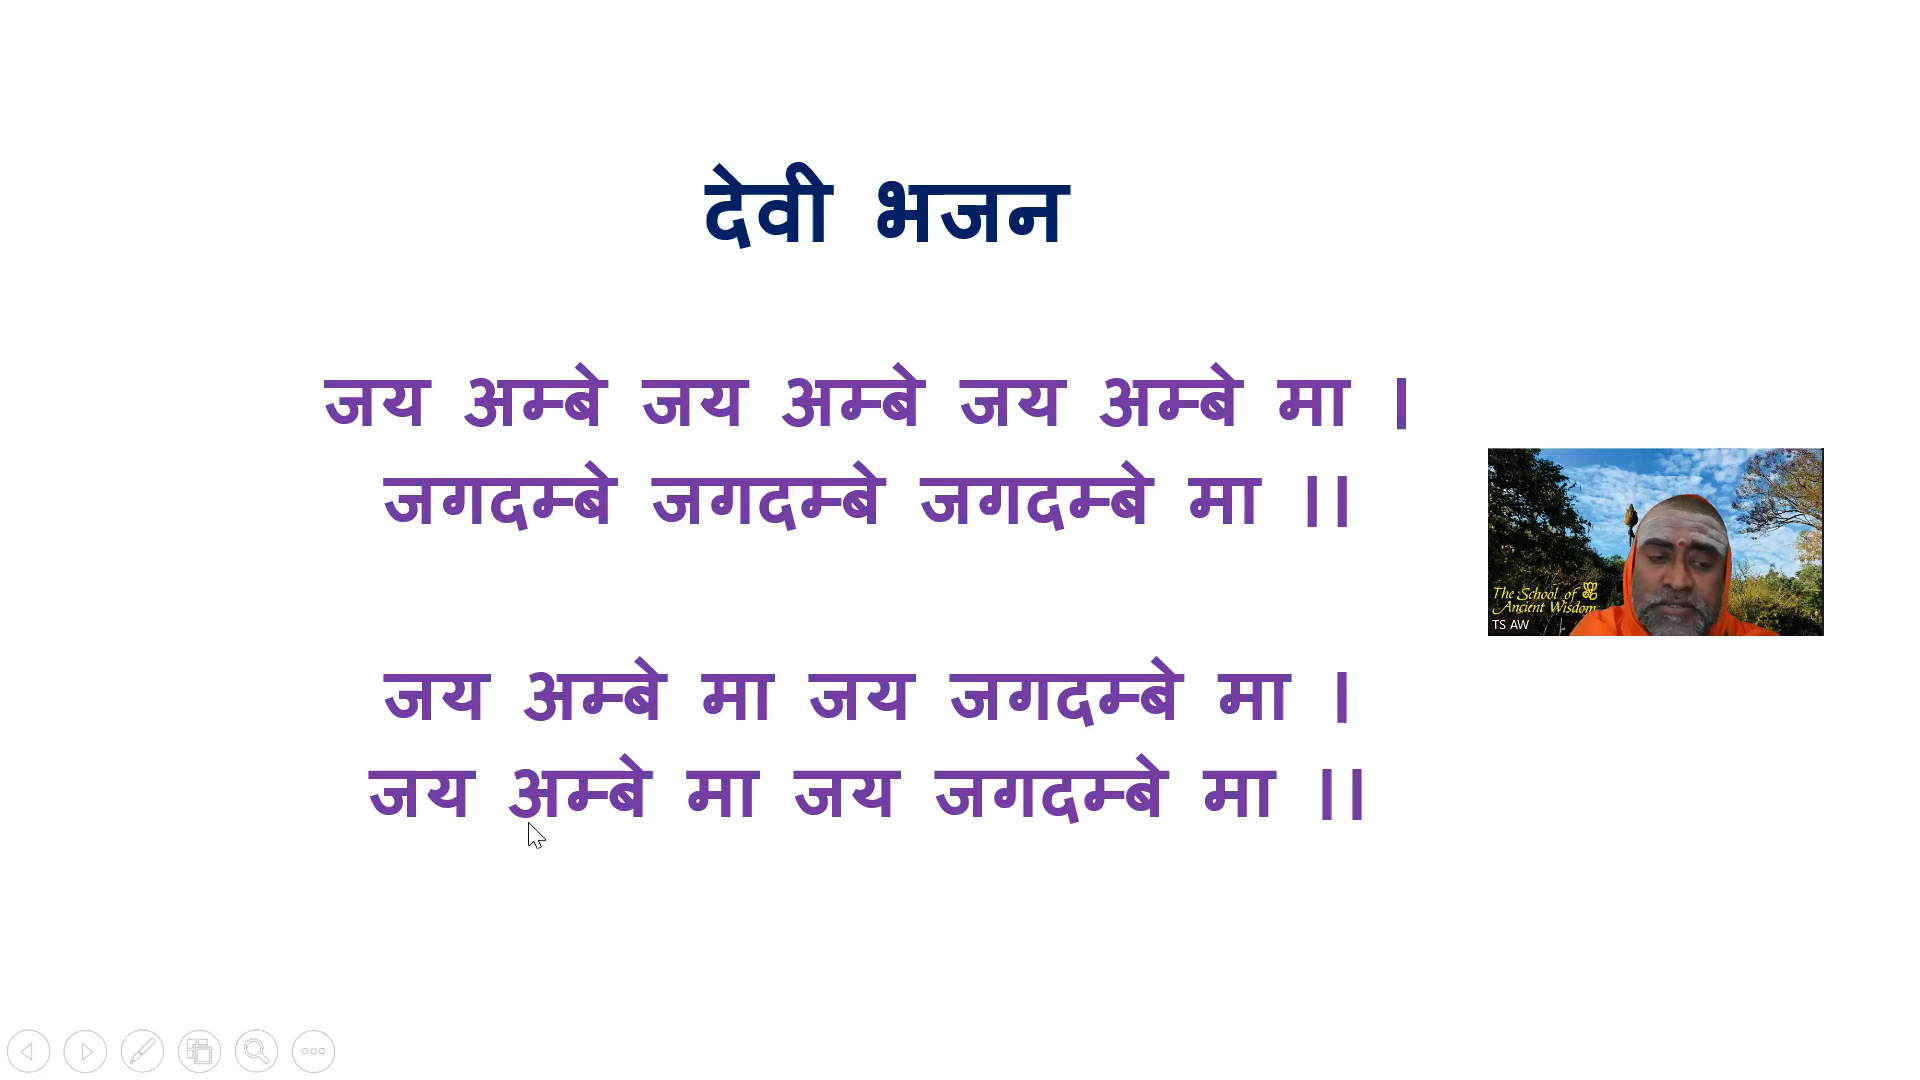 देवी भजन
जय अम्बे जय अम्बे जय अम्बे मा ।
जगदम्बे जगदम्बे जगदम्बे मा ।।
जय अम्बे मा जय जगदम्बे मा ।
जय अम्बे मा जय जगदम्बे मा ।।
The School of
Ancient Wisdom
TS AW